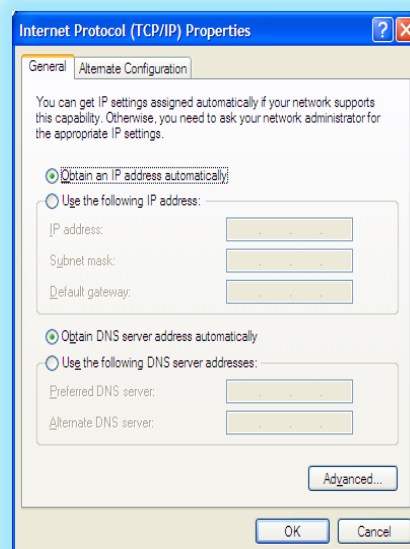 Internet Protocol (TCP/IP) Properties
General
Alternate Configuration
You can get IP settings assigned automatically if your network supports
this capability. Otherwise, you need to ask your network administrator for
the appropriate IP settings.
Obtain an IP address automatically
Use the following IP address:
IP address:
Subnet mask:
Default gateway:
Obtain DNS server address automatically
Use the following DNS server addresses:
Preferred DNS server:
Alternate DNS server:
Advanced...
OK
Cancel